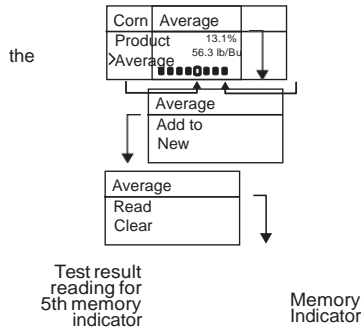 Corn Average
Product 13.1%
56.3 lb/Bu
>Average
the
Average
Add to
New
Average
Read
Clear
Test result
reading for
5th memory
indicator
Memory
Indicator